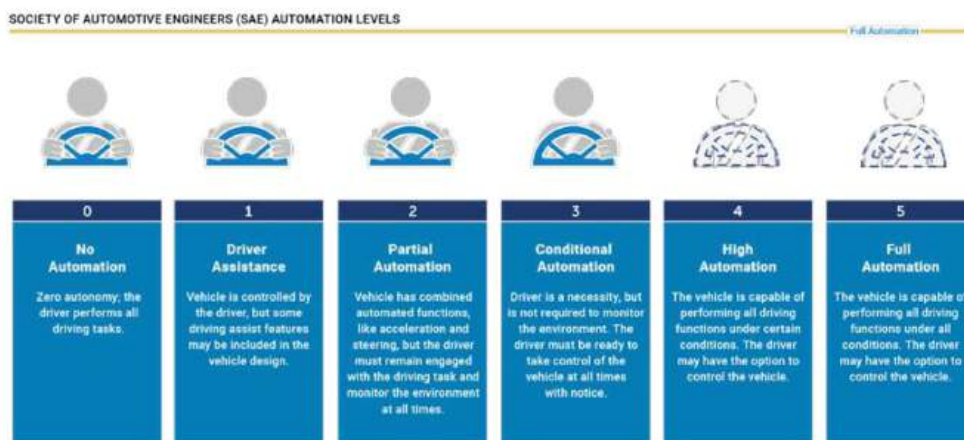 SOCIETY OF AUTOMOTIVE ENGINEERS (SAE) AUTOMATION LEVELS
Full Automation
0
No
Automation
Zero autonomy; the
driver performs all
driving tasks.
1
Driver
Assistance
Vehicle is controlled by
the driver, but some
driving assist features
may be included in the
vehicle design.
2
Partial
Automation
Vehicle has combined
automated functions,
like acceleration and
steering, but the driver
must remain engaged
with the driving task and
monitor the environment
at all times.
3
Conditional
Automation
Driver is a necessity, but
is not required to monitor
the environment. The
driver must be ready to
take control of the
vehicle at all times
with notice.
4
High
Automation
The vehicle is capable of
performing all driving
functions under certain
conditions. The driver
may have the option to
control the vehicle.
5
Full
Automation
The vehicle is capable of
performing all driving
functions under all
conditions. The driver
may have the option to
control the vehicle.